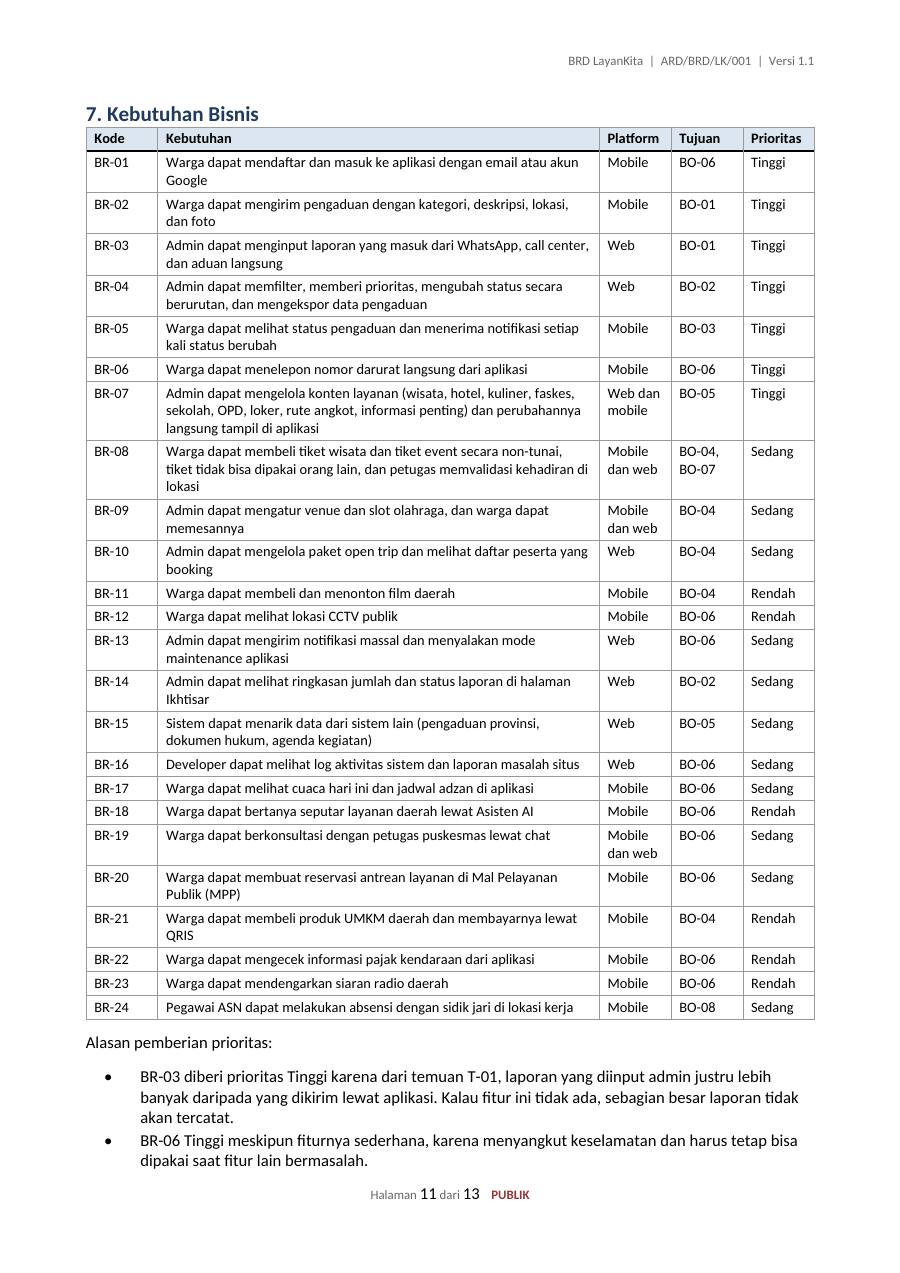 BRD LayanKita | ARD/BRD/LK/001 | Versi 1.1
7. Kebutuhan Bisnis
Kode Kebutuhan Platform Tujuan Prioritas
BR-01 Warga dapat mendaftar dan masuk ke aplikasi dengan email atau akun Mobile BO-06 Tinggi
Google
BR-02 Warga dapat mengirim pengaduan dengan kategori, deskripsi, lokasi, Mobile BO-01 Tinggi
dan foto
BR-03 Admin dapat menginput laporan yang masuk dari WhatsApp, call center, Web BO-01 Tinggi
dan aduan langsung
BR-04 Admin dapat memfilter, memberi prioritas, mengubah status secara Web BO-02 Tinggi
berurutan, dan mengekspor data pengaduan
BR-05 Warga dapat melihat status pengaduan dan menerima notifikasi setiap Mobile BO-03 Tinggi
kali status berubah
BR-06 Warga dapat menelepon nomor darurat langsung dari aplikasi Mobile BO-06 Tinggi
BR-07 Admin dapat mengelola konten layanan (wisata, hotel, kuliner, faskes, Web dan BO-05 Tinggi
sekolah, OPD, loker, rute angkot, informasi penting) dan perubahannya mobile
langsung tampil di aplikasi
BR-08 Warga dapat membeli tiket wisata dan tiket event secara non-tunai, Mobile BO-04, Sedang
tiket tidak bisa dipakai orang lain, dan petugas memvalidasi kehadiran di dan web BO-07
lokasi
BR-09 Admin dapat mengatur venue dan slot olahraga, dan warga dapat Mobile BO-04 Sedang
memesannya dan web
BR-10 Admin dapat mengelola paket open trip dan melihat daftar peserta yang Web BO-04 Sedang
booking
BR-11 Warga dapat membeli dan menonton film daerah Mobile BO-04 Rendah
BR-12 Warga dapat melihat lokasi CCTV publik Mobile BO-06 Rendah
BR-13 Admin dapat mengirim notifikasi massal dan menyalakan mode Web BO-06 Sedang
maintenance aplikasi
BR-14 Admin dapat melihat ringkasan jumlah dan status laporan di halaman Web BO-02 Sedang
Ikhtisar
BR-15 Sistem dapat menarik data dari sistem lain (pengaduan provinsi, Web BO-05 Sedang
dokumen hukum, agenda kegiatan)
BR-16 Developer dapat melihat log aktivitas sistem dan laporan masalah situs Web BO-06 Sedang
BR-17 Warga dapat melihat cuaca hari ini dan jadwal adzan di aplikasi Mobile BO-06 Sedang
BR-18 Warga dapat bertanya seputar layanan daerah lewat Asisten AI Mobile BO-06 Rendah
BR-19 Warga dapat berkonsultasi dengan petugas puskesmas lewat chat Mobile BO-06 Sedang
dan web
BR-20 Warga dapat membuat reservasi antrean layanan di Mal Pelayanan Mobile BO-06 Sedang
Publik (MPP)
BR-21 Warga dapat membeli produk UMKM daerah dan membayarnya lewat Mobile BO-04 Rendah
QRIS
BR-22 Warga dapat mengecek informasi pajak kendaraan dari aplikasi Mobile BO-06 Rendah
BR-23 Warga dapat mendengarkan siaran radio daerah Mobile BO-06 Rendah
BR-24 Pegawai ASN dapat melakukan absensi dengan sidik jari di lokasi kerja Mobile BO-08 Sedang
Alasan pemberian prioritas:
• BR-03 diberi prioritas Tinggi karena dari temuan T-01, laporan yang diinput admin justru lebih
banyak daripada yang dikirim lewat aplikasi. Kalau fitur ini tidak ada, sebagian besar laporan tidak
akan tercatat.
• BR-06 Tinggi meskipun fiturnya sederhana, karena menyangkut keselamatan dan harus tetap bisa
dipakai saat fitur lain bermasalah.
Halaman 11 dari 13 PUBLIK